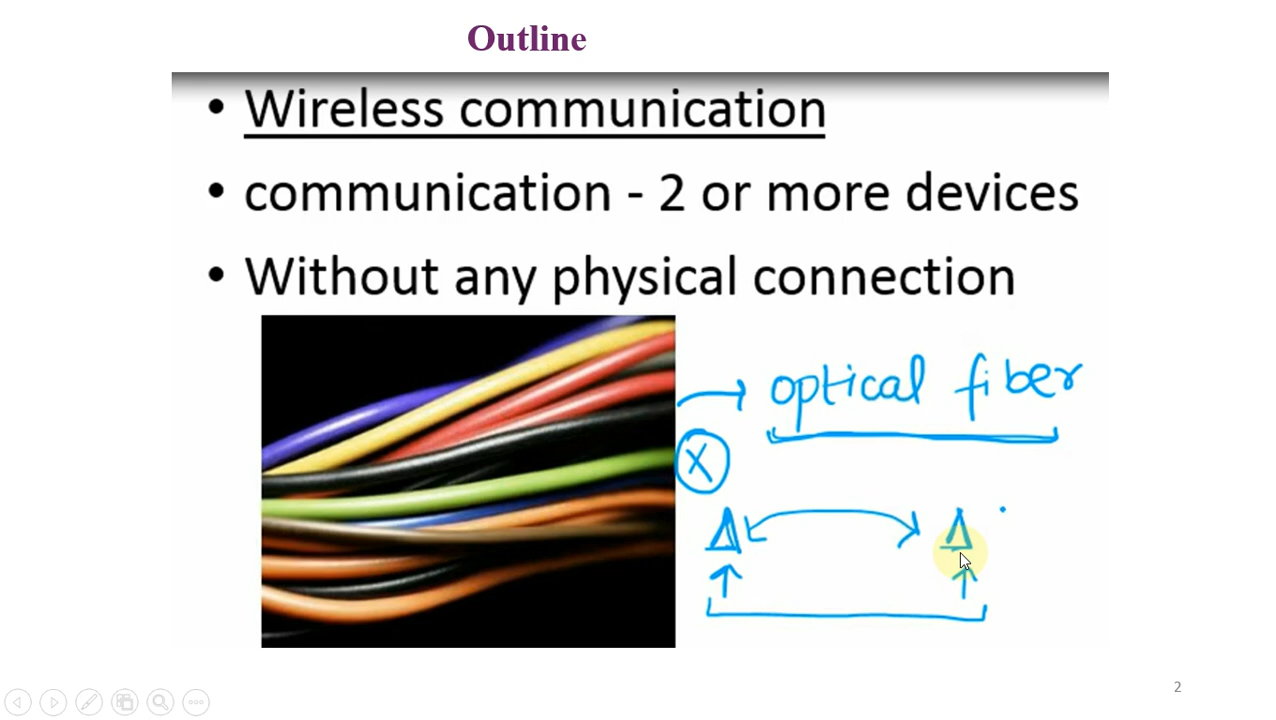 Outline
• Wireless communication
• communication - 2 or more devices
• Without any physical connection
→ optical fiber
X
Δ Δ
2